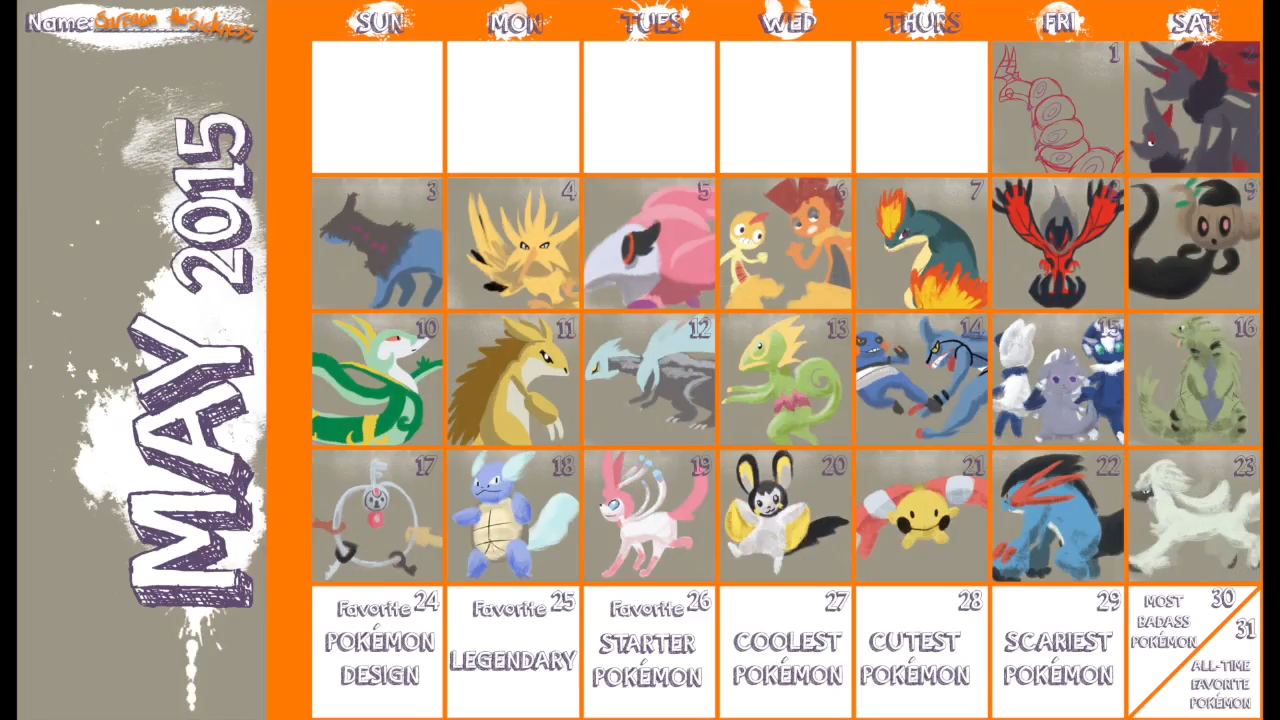 Name: the Sickness
MAY 2015
SUN MON TUES WED THURS FRI SAT
1 2
3 4 5 6 7 8 9
10 11 12 13 14 15 16
17 18 19 20 21 22 23
24 Favorite POKÉMON DESIGN
25 Favorite LEGENDARY
26 Favorite STARTER POKÉMON
27 COOLEST POKÉMON
28 CUTEST POKÉMON
29 SCARIEST POKÉMON
30 MOST BADASS POKÉMON
31 ALL-TIME FAVORITE POKÉMON